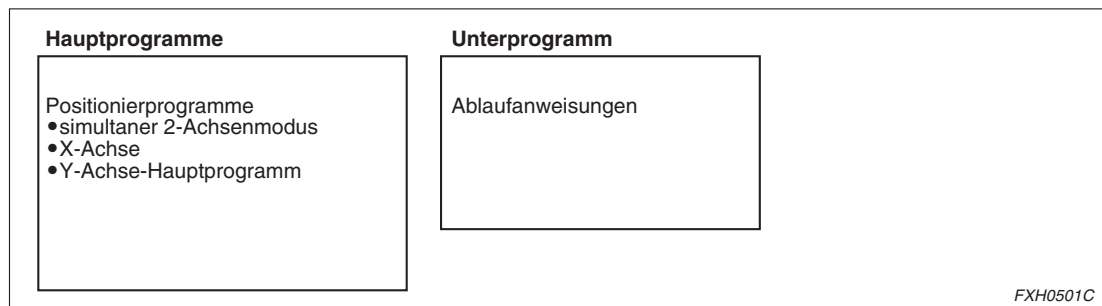 Hauptprogramme
Positionierprogramme
●simultaner 2-Achsenmodus
●X-Achse
●Y-Achse-Hauptprogramm
Unterprogramm
Ablaufanweisungen
FXH0501C